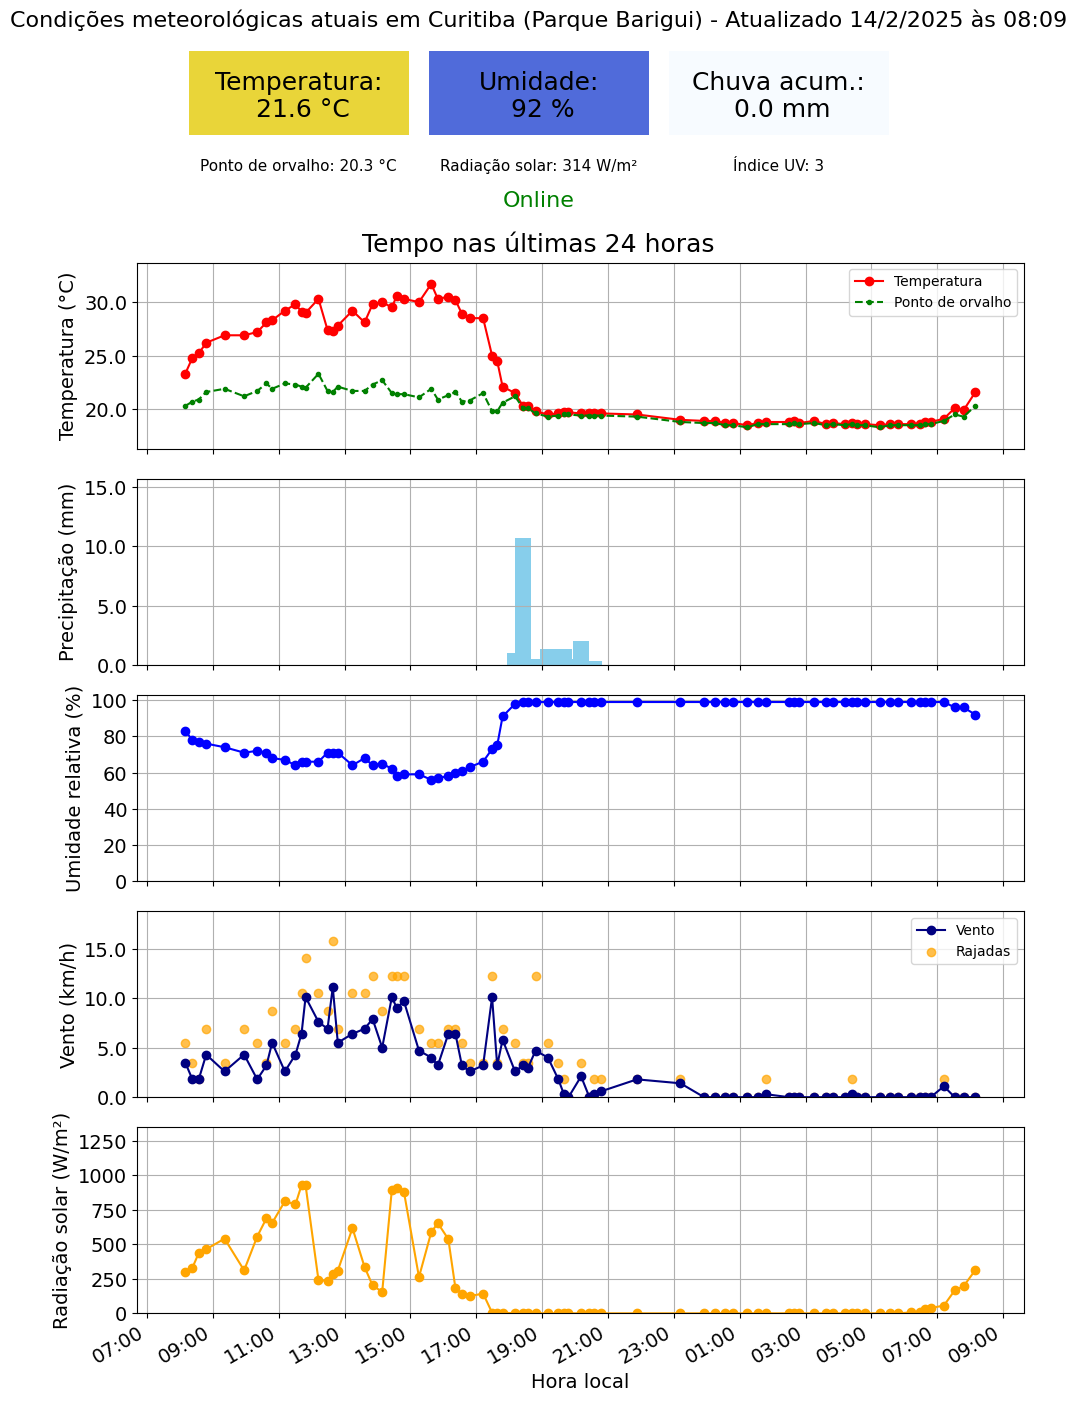 Condições meteorológicas atuais em Curitiba (Parque Barigui) - Atualizado 14/2/2025 às 08:09
Temperatura:
21.6 °C
Umidade:
92 %
Chuva acum.:
0.0 mm
Ponto de orvalho: 20.3 °C
Radiação solar: 314 W/m²
Índice UV: 3
Online
Tempo nas últimas 24 horas
Temperatura (°C)
30.0
25.0
20.0
Temperatura
Ponto de orvalho
Precipitação (mm)
15.0
10.0
5.0
0.0
Umidade relativa (%)
100
80
60
40
20
0
Vento (km/h)
15.0
10.0
5.0
0.0
Vento
Rajadas
Radiação solar (W/m²)
1250
1000
750
500
250
0
07:00
09:00
11:00
13:00
15:00
17:00
19:00
21:00
23:00
01:00
03:00
05:00
07:00
09:00
Hora local